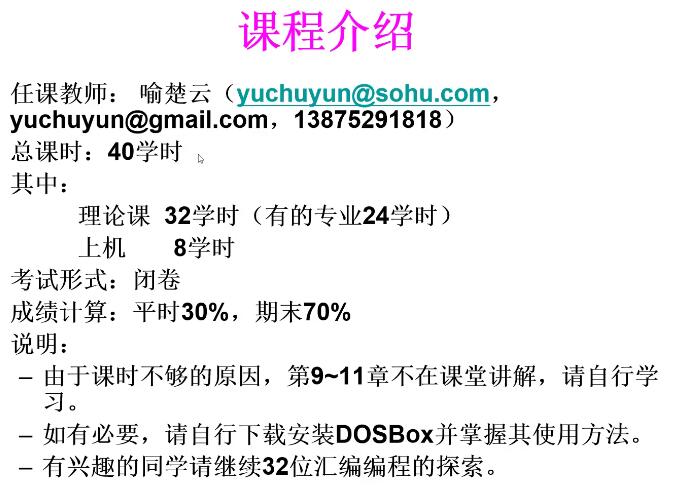 课程介绍
任课教师： 喻楚云（yuchuyun@sohu.com，
yuchuyun@gmail.com，13875291818）
总课时：40学时
其中：
理论课 32学时（有的专业24学时）
上机 8学时
考试形式：闭卷
成绩计算：平时30%，期末70%
说明：
– 由于课时不够的原因，第9~11章不在课堂讲解，请自行学
习。
– 如有必要，请自行下载安装DOSBox并掌握其使用方法。
– 有兴趣的同学请继续32位汇编编程的探索。